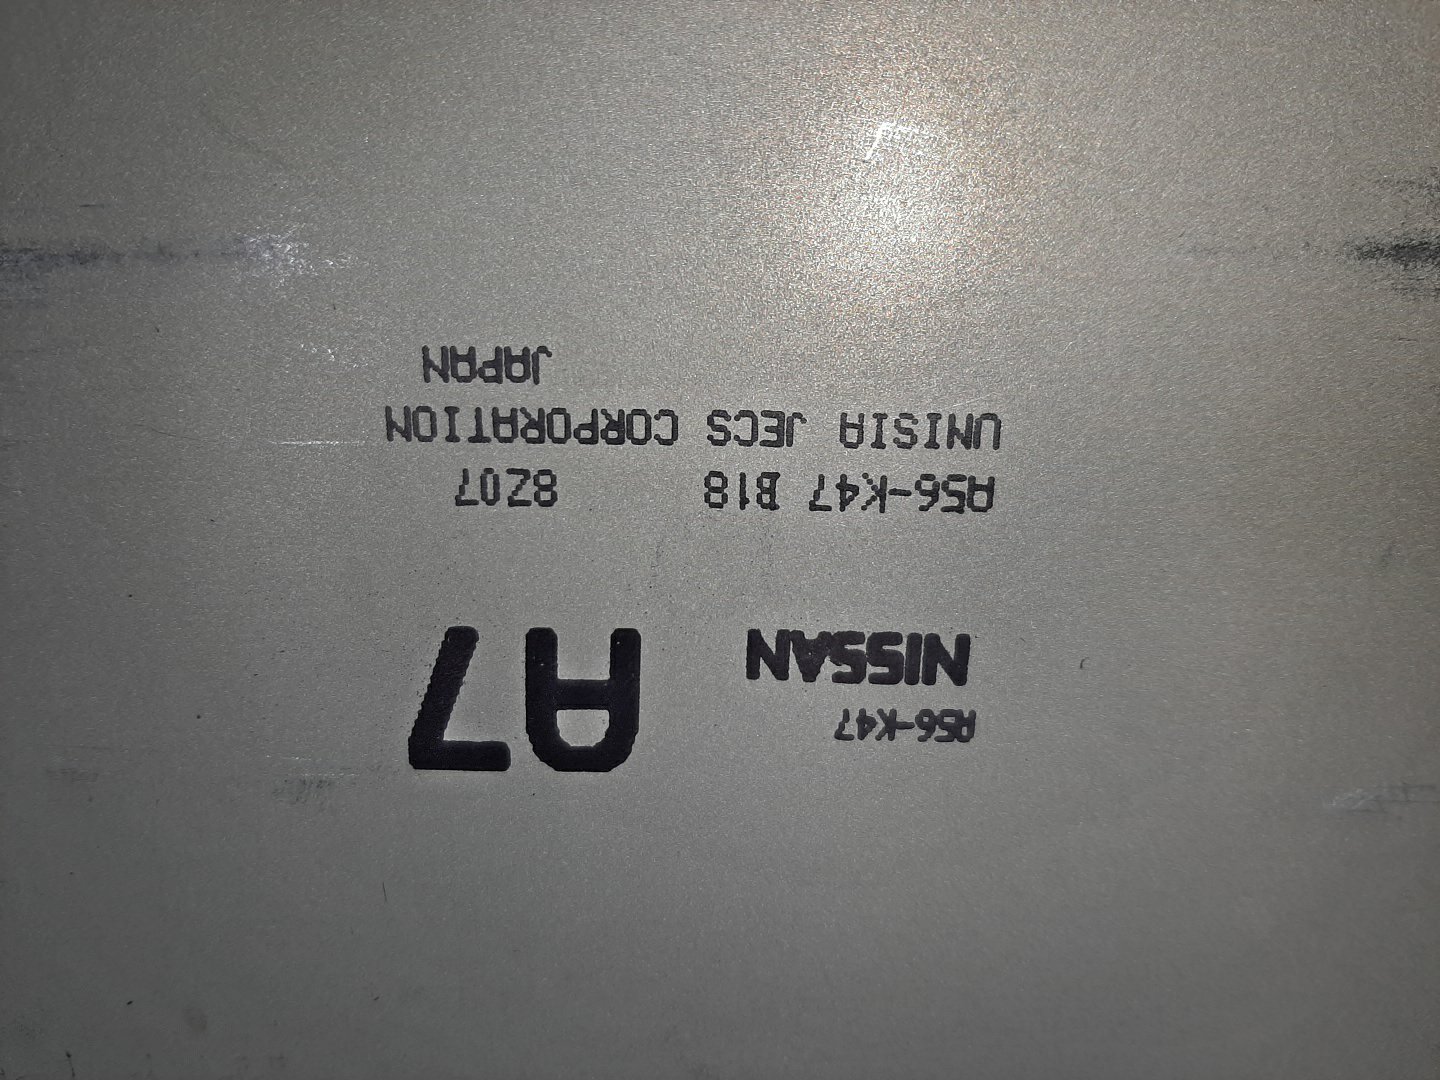 A56-K47
NISSAN
A7
A56-K47 B18 8Z07
UNISIA JECS CORPORATION
JAPAN